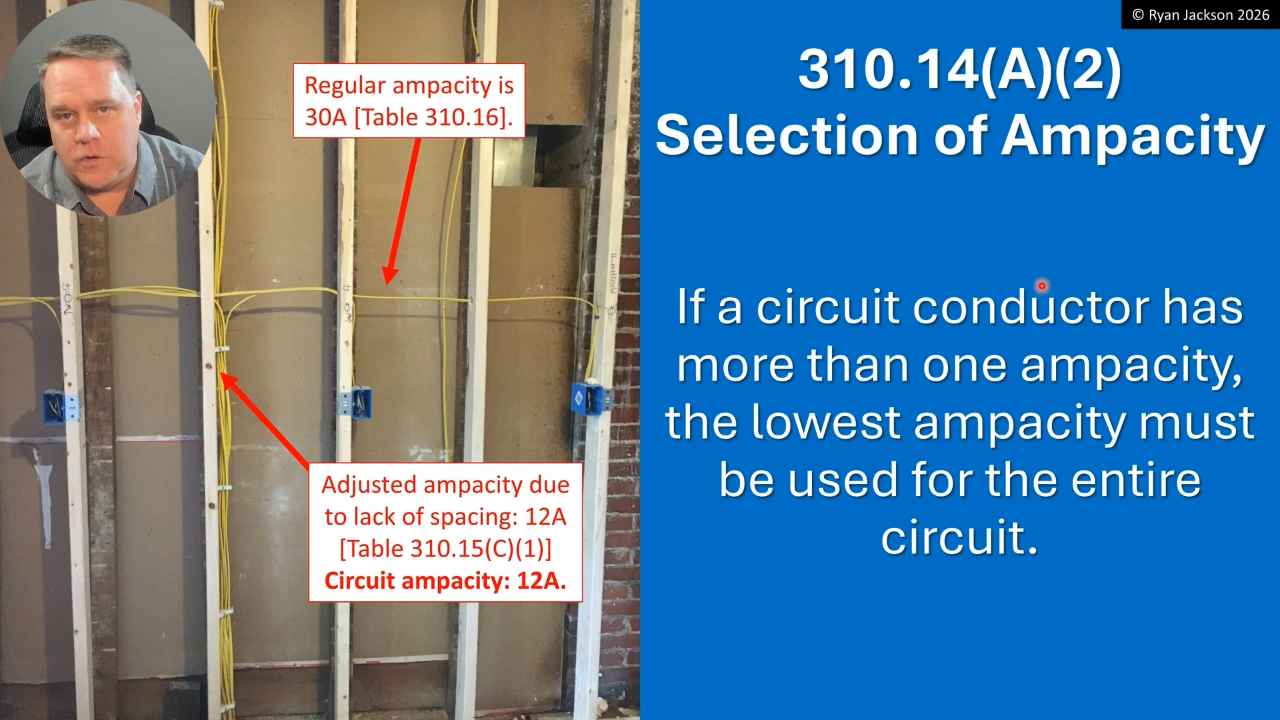 © Ryan Jackson 2026
310.14(A)(2)
Selection of Ampacity
Regular ampacity is
30A [Table 310.16].
If a circuit conductor has
more than one ampacity,
the lowest ampacity must
be used for the entire
circuit.
Adjusted ampacity due
to lack of spacing: 12A
[Table 310.15(C)(1)]
Circuit ampacity: 12A.